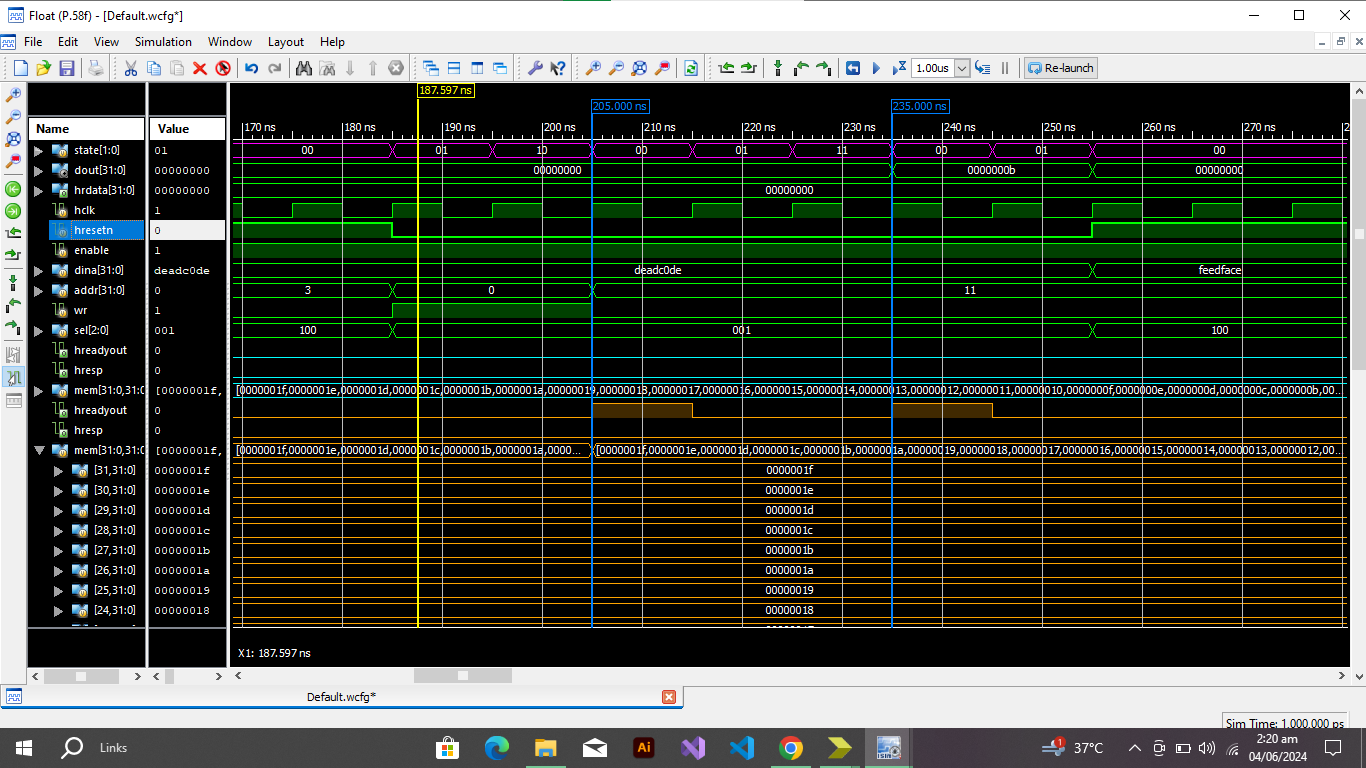 Float (P.58f) - [Default.wcfg*]
File Edit View Simulation Window Layout Help
1.00us Re-launch
187.597 ns
205.000 ns 235.000 ns
Name Value
170 ns 180 ns 190 ns 200 ns 210 ns 220 ns 230 ns 240 ns 250 ns 260 ns 270 ns 2
state[1:0] 01 00 01 10 00 01 11 00 01 00
dout[31:0] 00000000 00000000 0000000b 00000000
hrdata[31:0] 00000000 00000000
hclk 1
hresetn 0
enable 1
dina[31:0] deadc0de deadc0de feedface
addr[31:0] 0 3 0 11
wr 1
sel[2:0] 001 100 001 100
hreadyout 0
hresp 0
mem[31:0,31:0 [0000001f, [0000001f,0000001e,0000001d,0000001c,0000001b,0000001a,00000019,00000018,00000017,00000016,00000015,00000014,00000013,00000012,00000011,00000010,0000000f,0000000e,0000000d,0000000c,0000000b,00...
hreadyout 0
hresp 0
mem[31:0,31:0 [0000001f, [0000001f,0000001e,0000001d,0000001c,0000001b,0000001a,0000... [0000001f,0000001e,0000001d,0000001c,0000001b,0000001a,00000019,00000018,00000017,00000016,00000015,00000014,00000013,00000012,00...
[31,31:0] 0000001f 0000001f
[30,31:0] 0000001e 0000001e
[29,31:0] 0000001d 0000001d
[28,31:0] 0000001c 0000001c
[27,31:0] 0000001b 0000001b
[26,31:0] 0000001a 0000001a
[25,31:0] 00000019 00000019
[24,31:0] 00000018 00000018
X1: 187.597 ns
Default.wcfg*
Sim Time: 1,000,000 ps
Links
Ai
1
37°C
2:20 am
04/06/2024